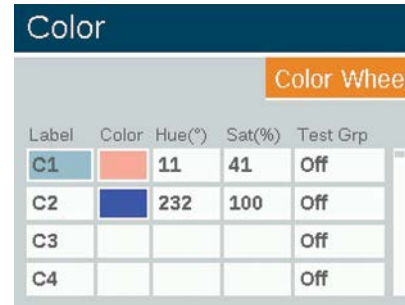 Color
Color Whee
Label Color Hue(°) Sat(%) Test Grp
C1 11 41 Off
C2 232 100 Off
C3 Off
C4 Off